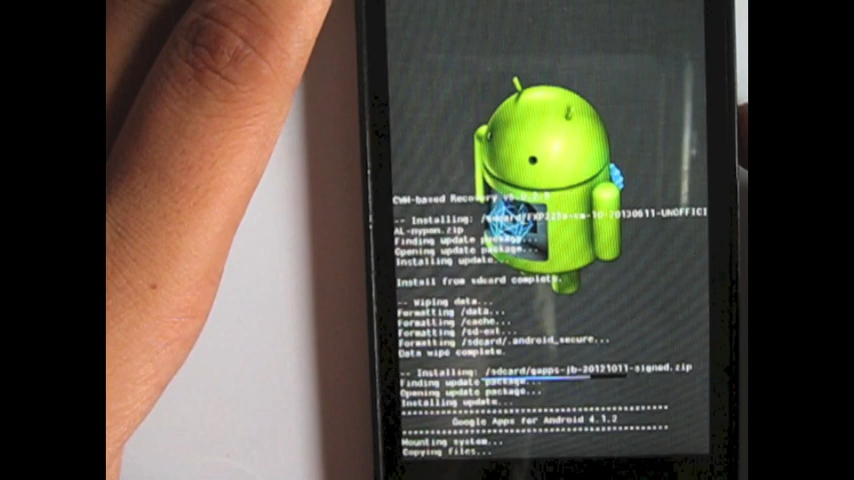 CWM-based Recovery
-- Installing: /sdcard/FXP221a-cm-10-20130611-UNOFFICI
AL-nypon.zip
Finding update package...
Opening update package...
Installing update...
Install from sdcard complete.
-- Wiping data...
Formatting /data...
Formatting /cache...
Formatting /sd-ext...
Formatting /sdcard/.android_secure...
Data wipe complete.
-- Installing: /sdcard/gapps-jb-20121011-signed.zip
Finding update package...
Opening update package...
Installing update...
************************************************
Google Apps for Android 4.1.2
************************************************
Mounting system...
Copying files...